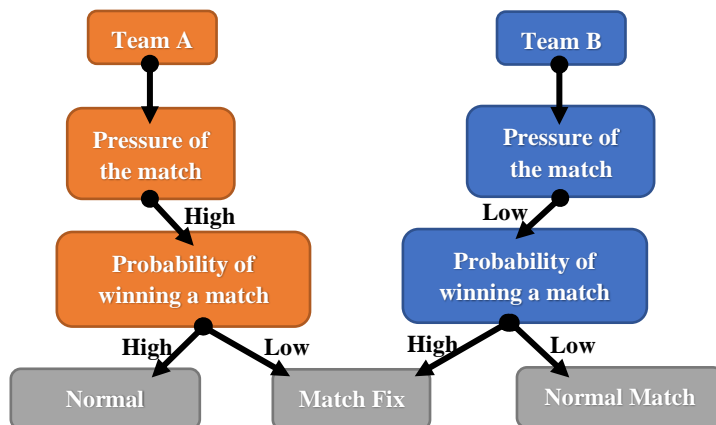 Team A
Team B
Pressure of
the match
Pressure of
the match
High
Low
Probability of
winning a match
Probability of
winning a match
High
Low
High
Low
Normal
Match Fix
Normal Match